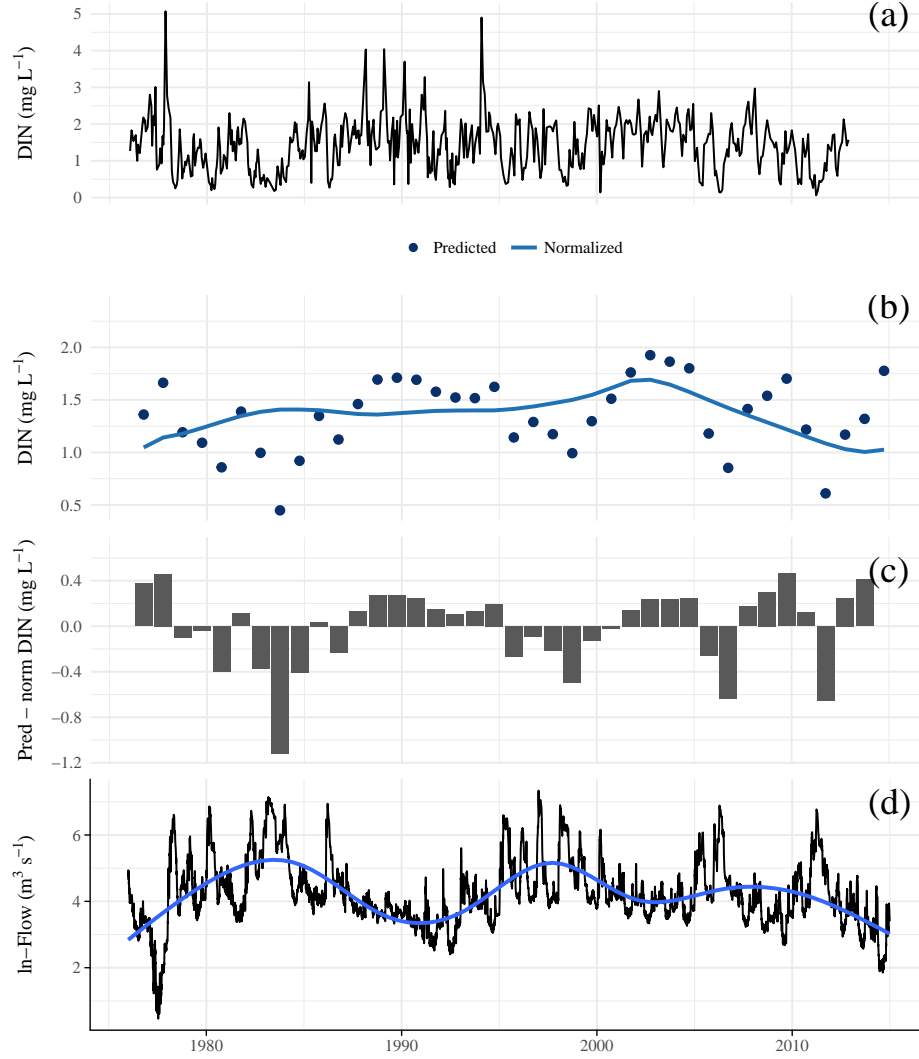 (a)
DIN (mg L⁻¹)
5
4
3
2
1
0
Predicted Normalized
(b)
DIN (mg L⁻¹)
2.0
1.5
1.0
0.5
(c)
Pred − norm DIN (mg L⁻¹)
0.4
0.0
−0.4
−0.8
−1.2
(d)
ln−Flow (m³ s⁻¹)
6
4
2
1980 1990 2000 2010